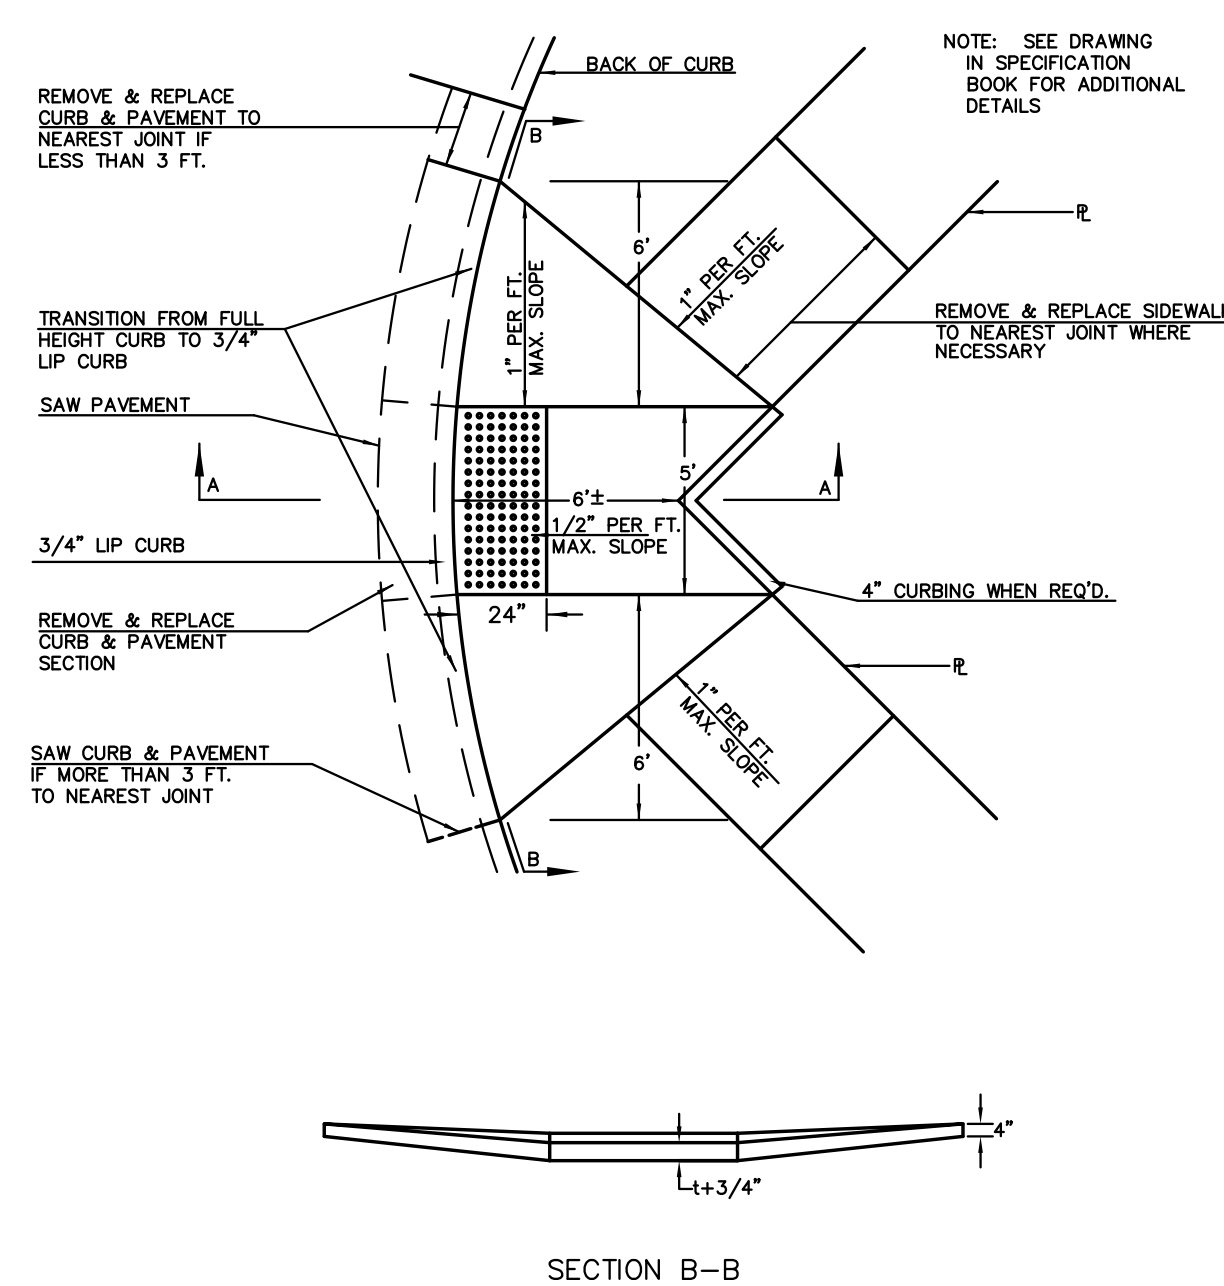 NOTE: SEE DRAWING
IN SPECIFICATION
BOOK FOR ADDITIONAL
DETAILS
BACK OF CURB
REMOVE & REPLACE
CURB & PAVEMENT TO
NEAREST JOINT IF
LESS THAN 3 FT.
B
6'
1" PER FT.
MAX. SLOPE
1" PER FT.
MAX. SLOPE
PL
REMOVE & REPLACE SIDEWALK
TO NEAREST JOINT WHERE
NECESSARY
TRANSITION FROM FULL
HEIGHT CURB TO 3/4"
LIP CURB
SAW PAVEMENT
A
5'
A
6'±
1/2" PER FT.
MAX. SLOPE
3/4" LIP CURB
4" CURBING WHEN REQ'D.
24"
REMOVE & REPLACE
CURB & PAVEMENT
SECTION
PL
1" PER FT.
MAX. SLOPE
SAW CURB & PAVEMENT
IF MORE THAN 3 FT.
TO NEAREST JOINT
6'
B
4"
t+3/4"
SECTION B-B